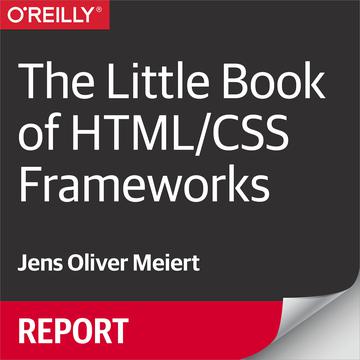 O'REILLY®
The Little Book
of HTML/CSS
Frameworks
Jens Oliver Meiert
REPORT